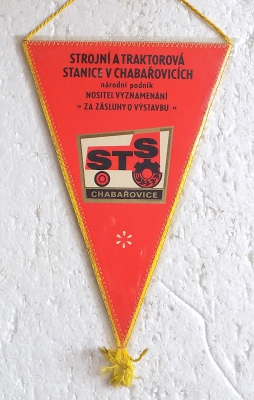 STROJNÍ A TRAKTOROVÁ
STANICE V CHABAŘOVICÍCH
národní podnik
NOSITEL VYZNAMENÁNÍ
» ZA ZÁSLUHY O VÝSTAVBU «
STS
CHABAŘOVICE